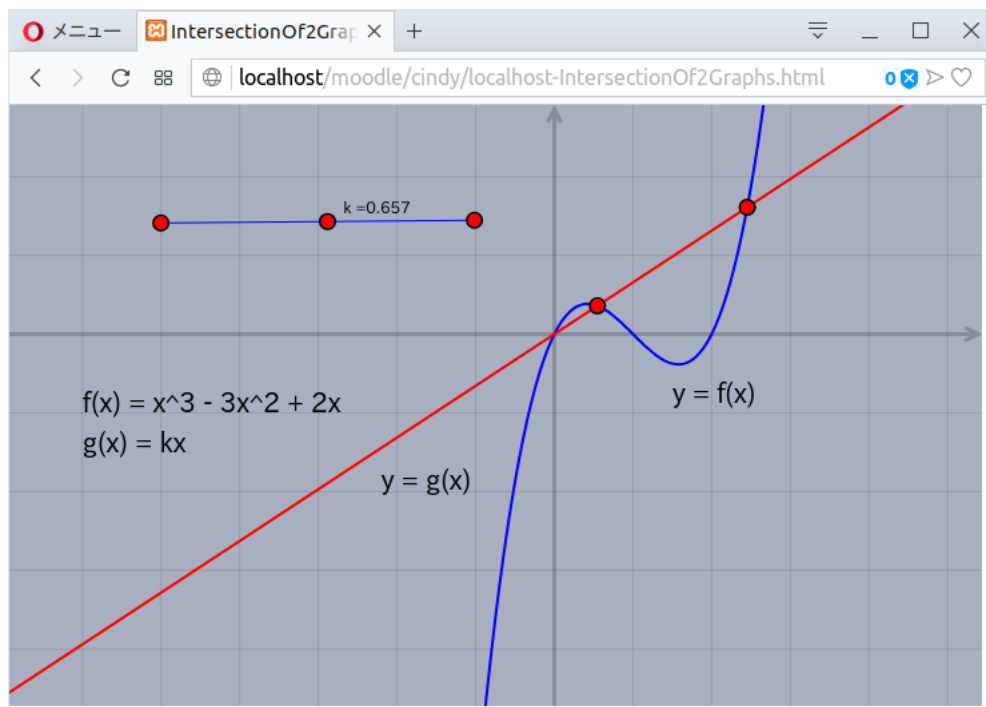 メニュー
IntersectionOf2Grap
localhost/moodle/cindy/localhost-IntersectionOf2Graphs.html
0
k =0.657
f(x) = x^3 - 3x^2 + 2x
y = f(x)
g(x) = kx
y = g(x)